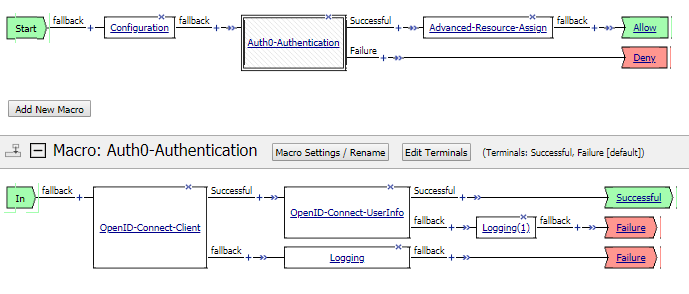 Start
fallback
Configuration
fallback
Auth0-Authentication
Successful
Advanced-Resource-Assign
fallback
Allow
Failure
Deny
Add New Macro
Macro: Auth0-Authentication
Macro Settings / Rename
Edit Terminals
(Terminals: Successful, Failure [default])
In
fallback
OpenID-Connect-Client
Successful
OpenID-Connect-UserInfo
Successful
Successful
fallback
Logging(1)
fallback
Failure
fallback
Logging
fallback
Failure